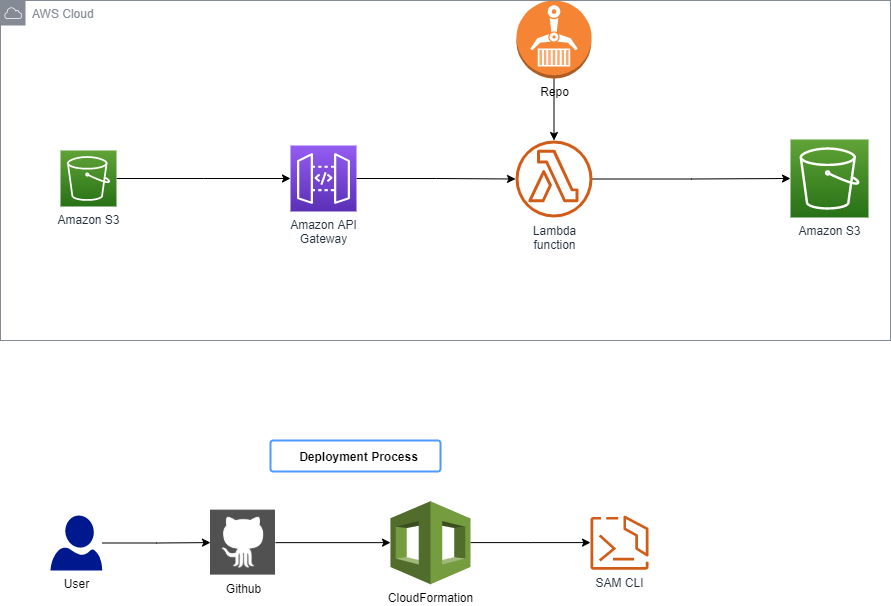 AWS Cloud
Repo
Amazon S3
Amazon API
Gateway
</>
Lambda
function
Amazon S3
Deployment Process
User
Github
CloudFormation
SAM CLI